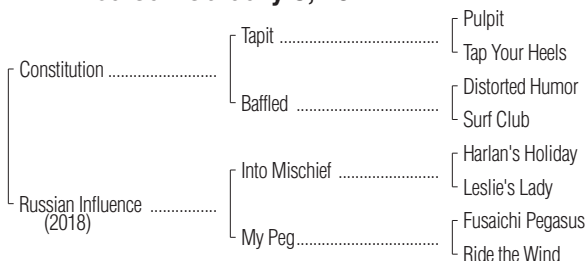 Pulpit
Tapit
Tap Your Heels
Constitution
Distorted Humor
Baffled
Surf Club
Harlan's Holiday
Into Mischief
Leslie's Lady
Russian Influence
(2018)
Fusaichi Pegasus
My Peg
Ride the Wind